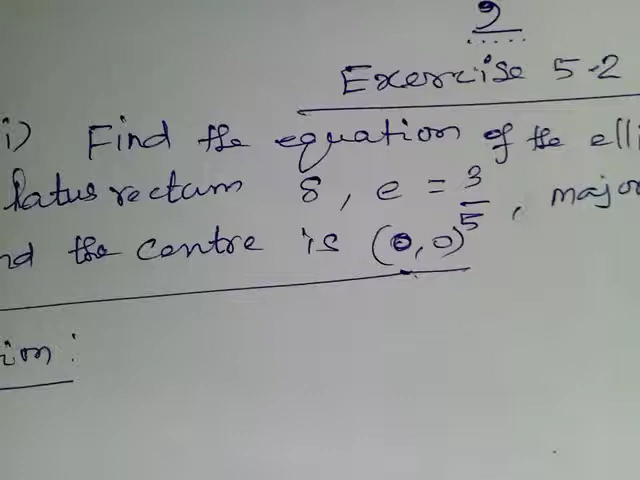 9
Exercise 5.2
i) Find the equation of the elli
latus rectum 8, e = 3/5, major
nd the centre is (0,0)
ion: